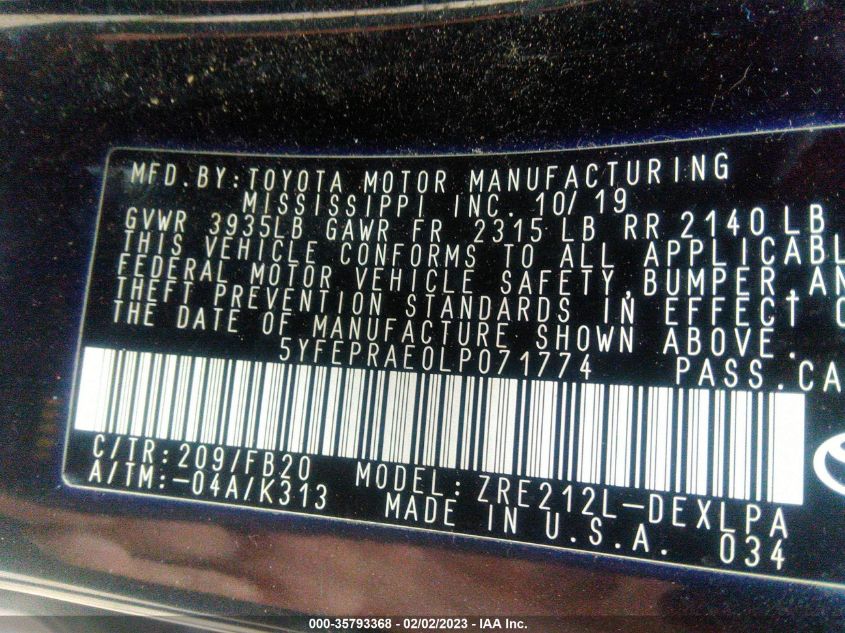 MFD.BY:TOYOTA MOTOR MANUFACTURING
MISSISSIPPI INC. 10/19
GVWR 3935LB GAWR FR 2315 LB RR 2140 LB
THIS VEHICLE CONFORMS TO ALL APPLICABL
FEDERAL MOTOR VEHICLE SAFETY,BUMPER,AN
THEFT PREVENTION STANDARDS IN EFFECT O
THE DATE OF MANUFACTURE SHOWN ABOVE.
5YFEPRAE0LP071774 PASS.CA
C/TR:209/FB20 MODEL:ZRE212L-DEXLPA
A/TM:-04A/K313 MADE IN U.S.A. 034
000-35793368 - 02/02/2023 - IAA Inc.